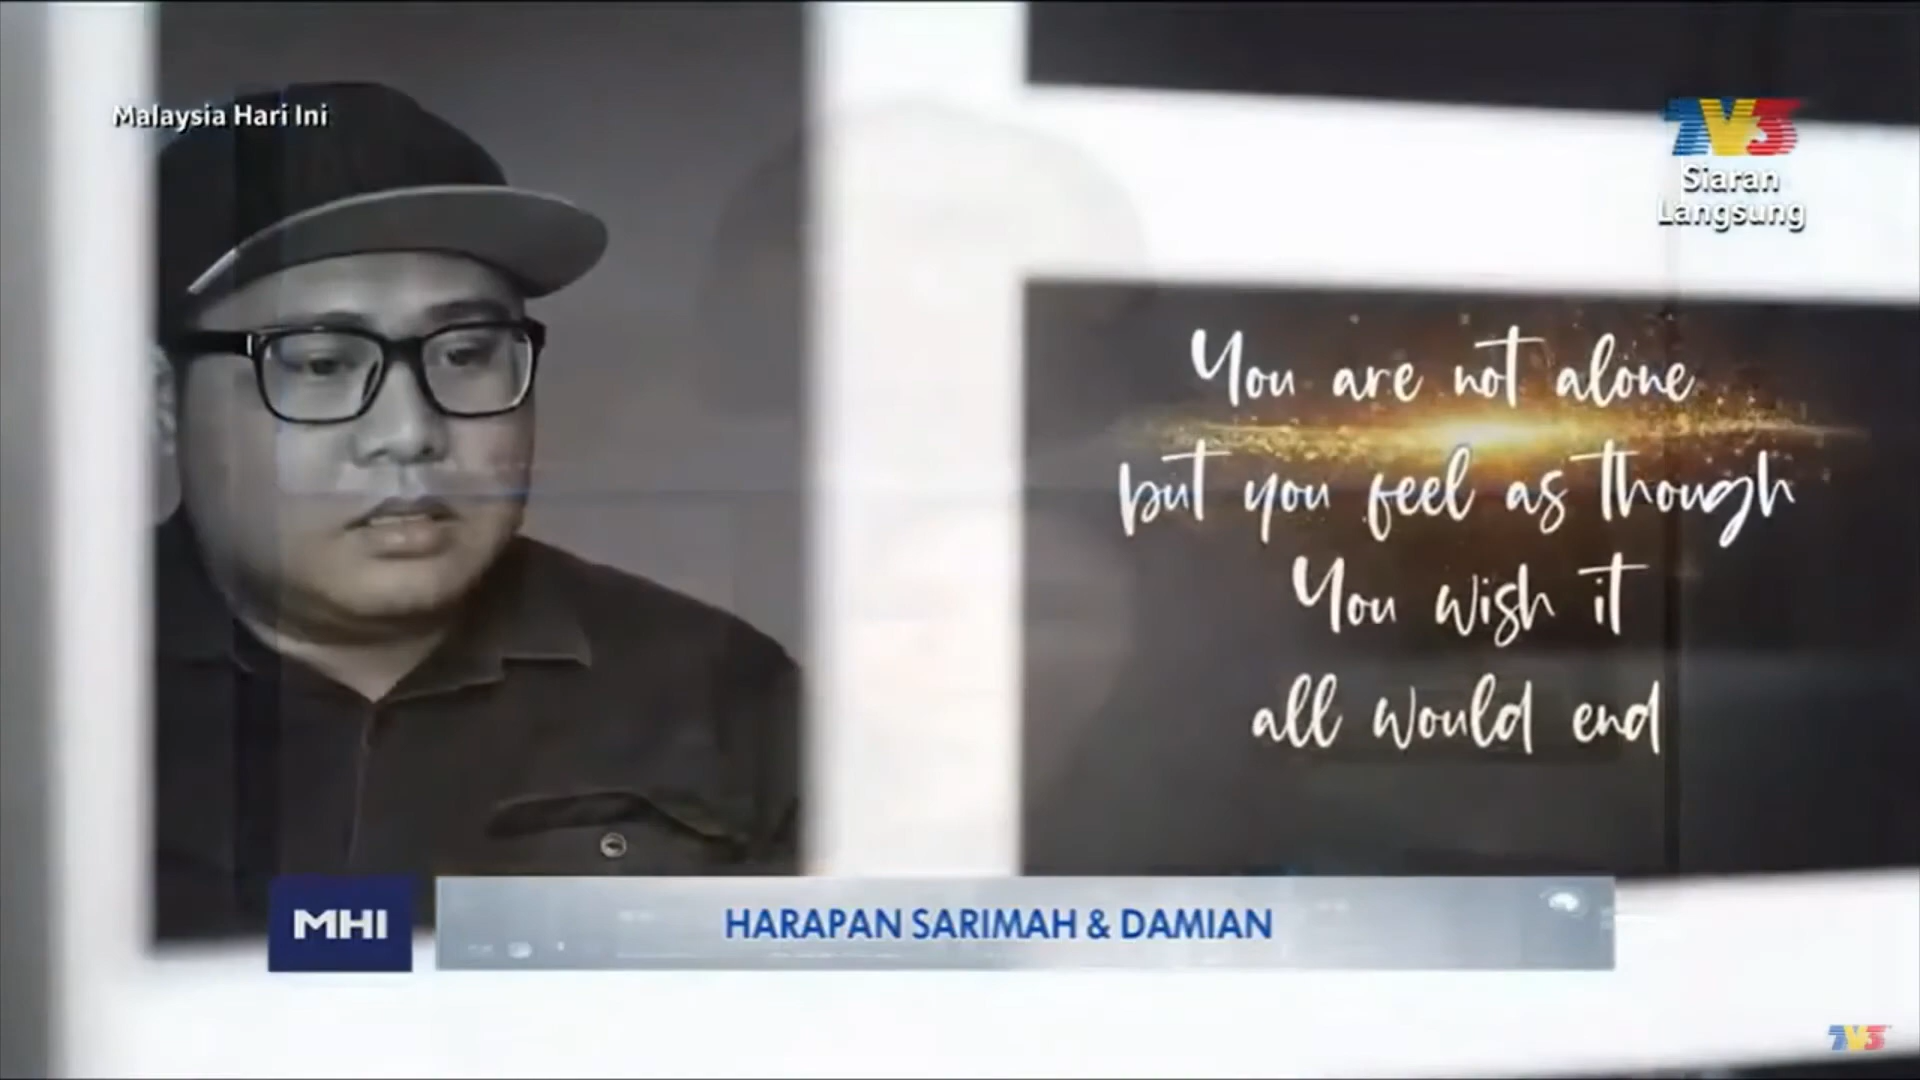 Malaysia Hari Ini
TV3
Siaran
Langsung
You are not alone
but you feel as though
You wish it
all would end
MHI
HARAPAN SARIMAH & DAMIAN
TV3